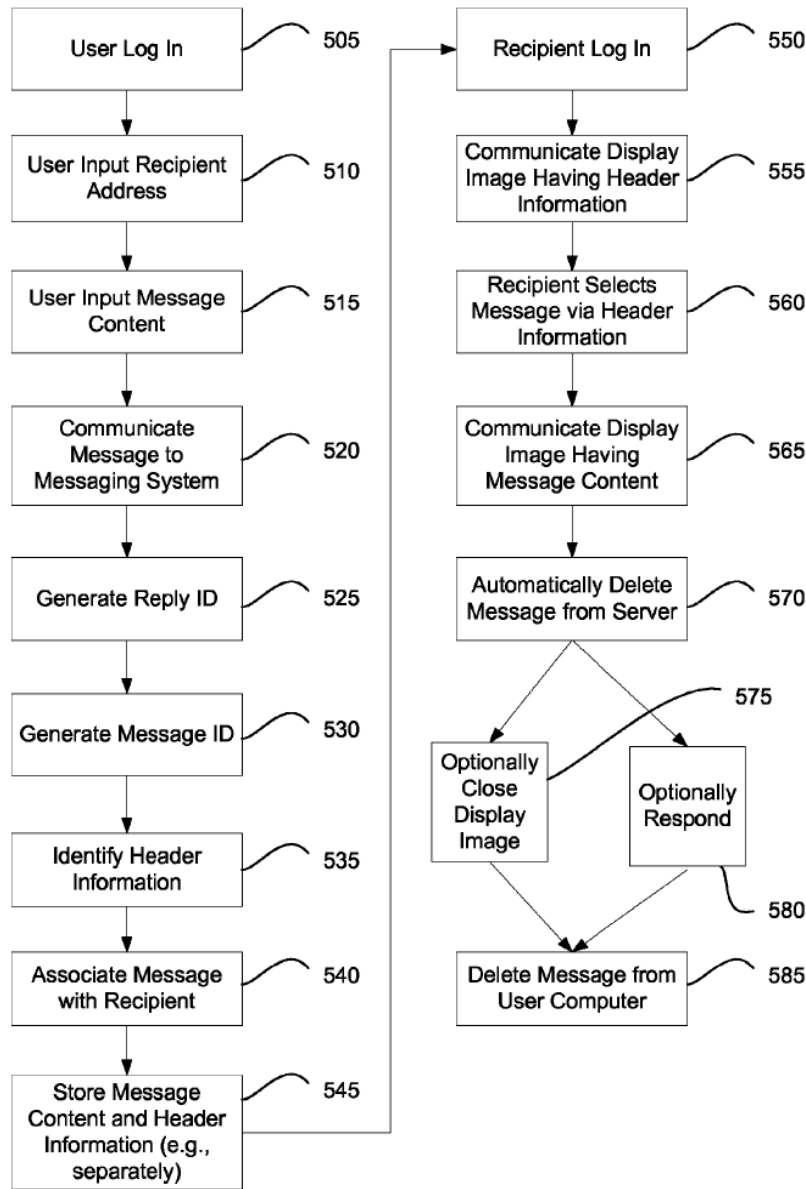 User Log In
505
User Input Recipient
Address
510
User Input Message
Content
515
Communicate
Message to
Messaging System
520
Generate Reply ID
525
Generate Message ID
530
Identify Header
Information
535
Associate Message
with Recipient
540
Store Message
Content and Header
Information (e.g.,
separately)
545
Recipient Log In
550
Communicate Display
Image Having Header
Information
555
Recipient Selects
Message via Header
Information
560
Communicate Display
Image Having
Message Content
565
Automatically Delete
Message from Server
570
Optionally
Close
Display
Image
575
Optionally
Respond
580
Delete Message from
User Computer
585